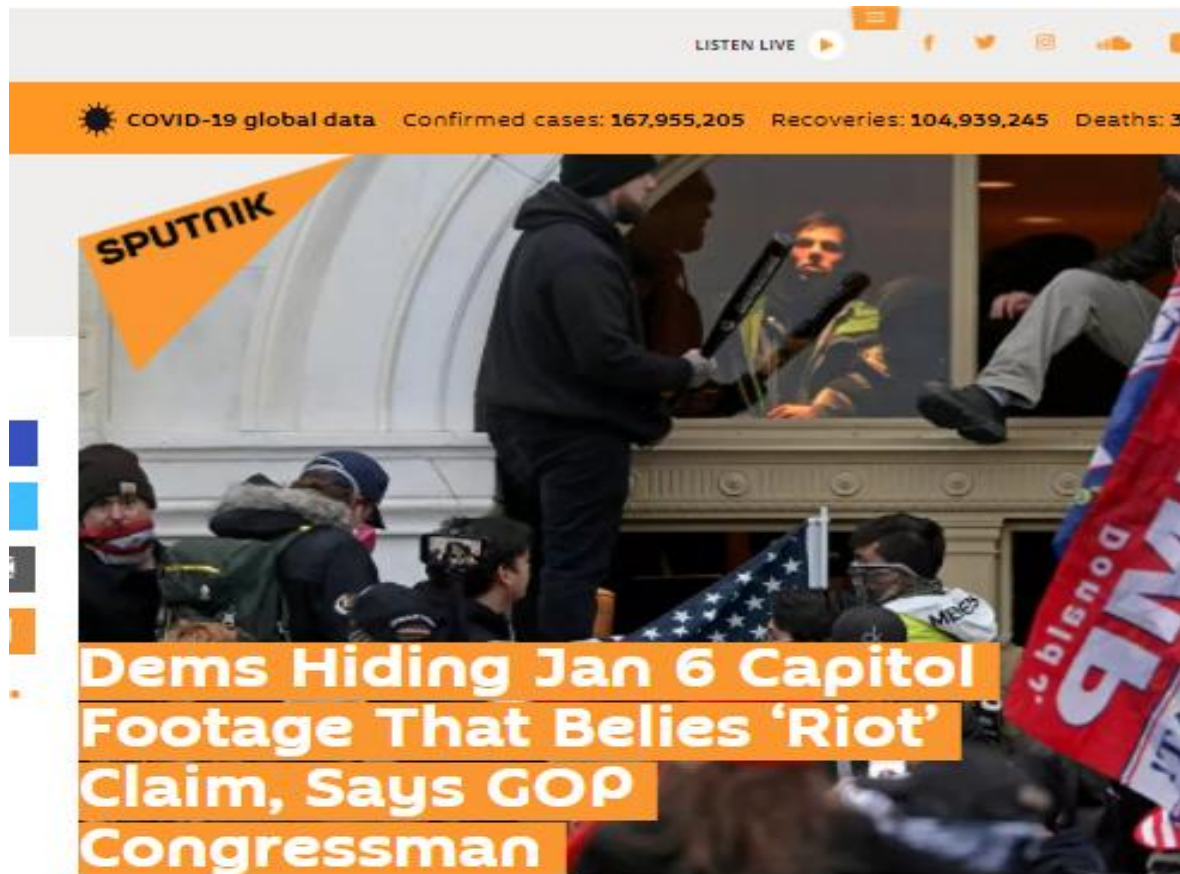 LISTEN LIVE
COVID-19 global data Confirmed cases: 167,955,205 Recoveries: 104,939,245 Deaths:
SPUTNIK
Donald J.
Dems Hiding Jan 6 Capitol
Footage That Belies ‘Riot’
Claim, Says GOP
Congressman